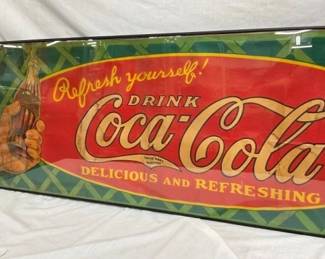 Refresh yourself!
DRINK
Coca-Cola
DELICIOUS AND REFRESHING